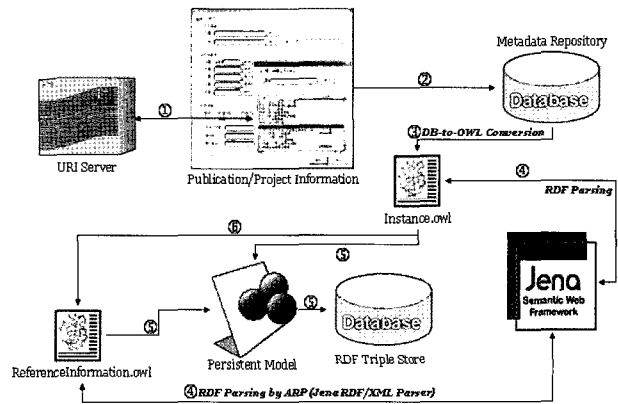 Metadata Repository
①
②
Database
URI Server
Publication/Project Information
③DB-to-OWL Conversion
④
RDF Parsing
Instance.owl
⑥
⑤
Jena
Semantic Web
Framework
⑤
⑤
Database
ReferenceInformation.owl
Persistent Model
RDF Triple Store
④RDF Parsing by ARP(Jena RDF/XML Parser)